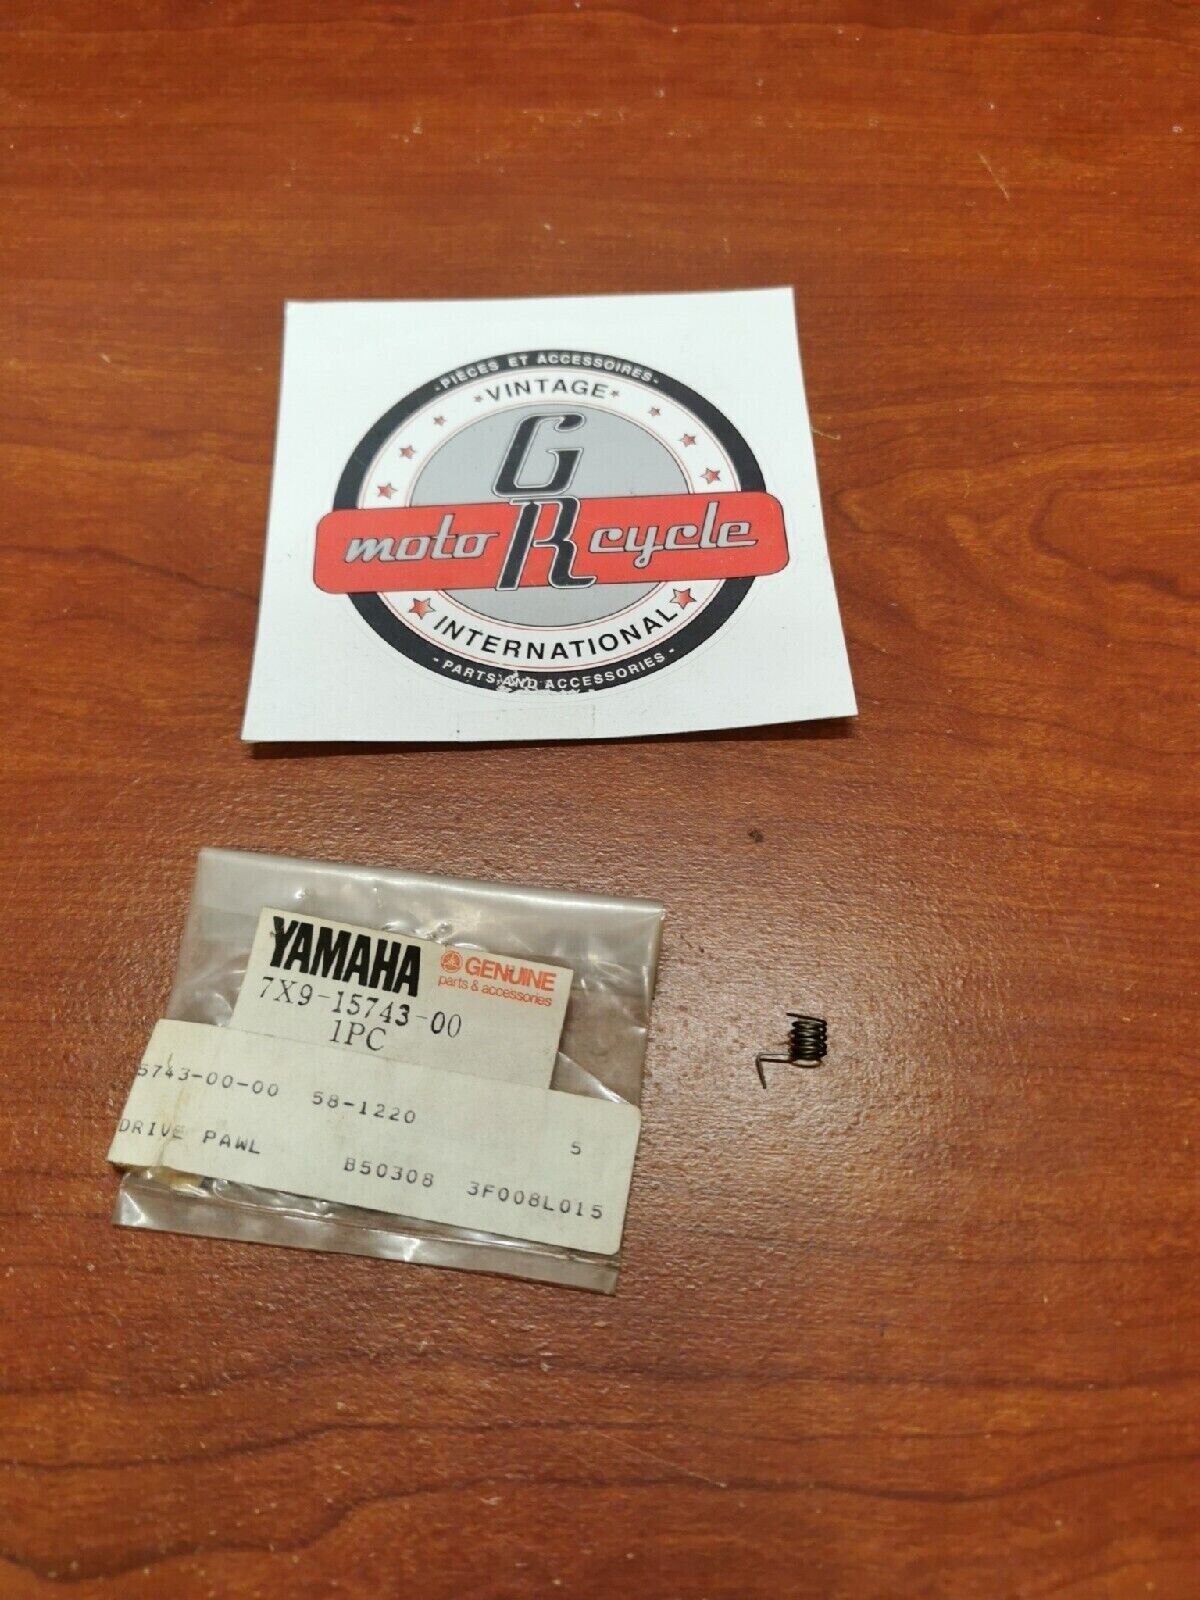 -PIÈCES ET ACCESSOIRES-
VINTAGE
GR
moto cycle
INTERNATIONAL
-PARTS AND ACCESSORIES-
YAMAHA GENUINE
parts & accessories
7X9-15743-00
1PC
5743-00-00 58-1220
DRIVE PAWL 5
B50308 3F008L015